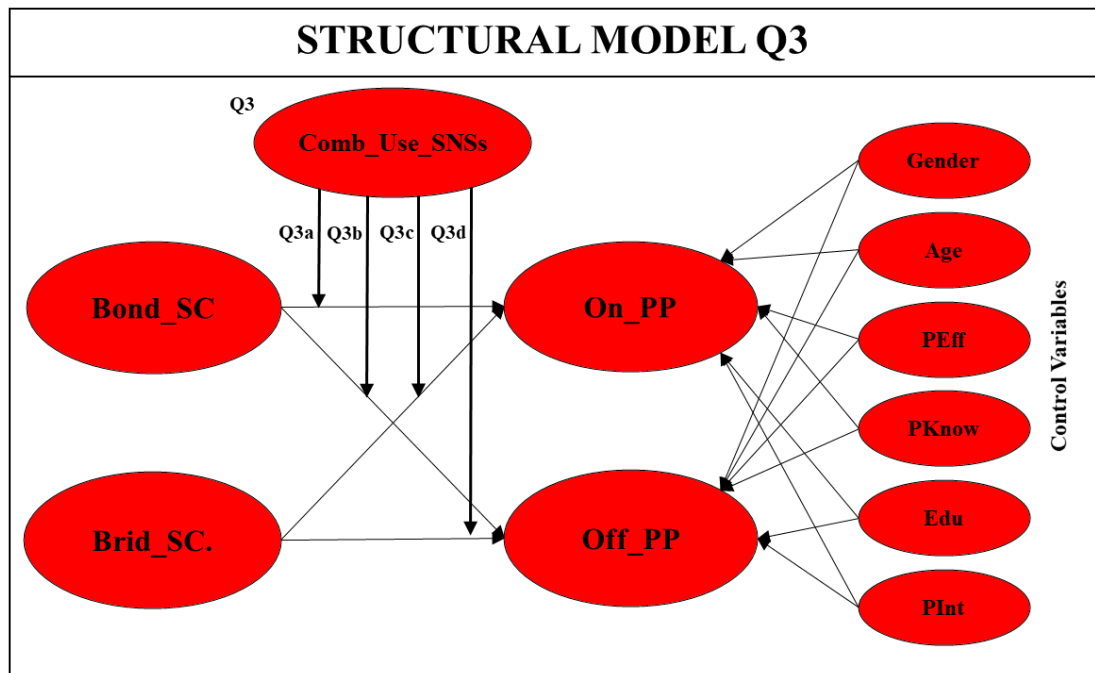 STRUCTURAL MODEL Q3
Q3
Comb_Use_SNSs
Q3a
Q3b
Q3c
Q3d
Bond_SC
On_PP
Brid_SC.
Off_PP
Gender
Age
PEff
PKnow
Edu
PInt
Control Variables